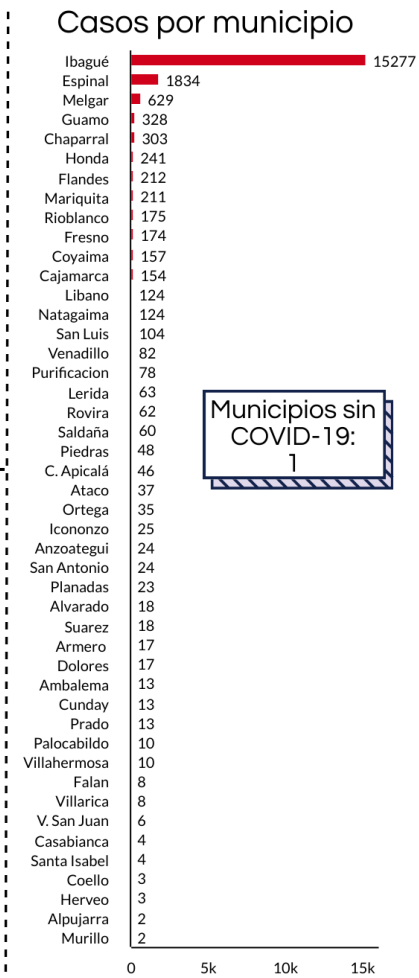 Casos por municipio
Ibagué 15277
Espinal 1834
Melgar 629
Guamo 328
Chaparral 303
Honda 241
Flandes 212
Mariquita 211
Rioblanco 175
Fresno 174
Coyaima 157
Cajamarca 154
Libano 124
Natagaima 124
San Luis 104
Venadillo 82
Purificacion 78
Lerida 63
Rovira 62
Saldaña 60
Piedras 48
C. Apicalá 46
Ataco 37
Ortega 35
Icononzo 25
Anzoategui 24
San Antonio 24
Planadas 23
Alvarado 18
Suarez 18
Armero 17
Dolores 17
Ambalema 13
Cunday 13
Prado 13
Palocabildo 10
Villahermosa 10
Falan 8
Villarica 8
V. San Juan 6
Casabianca 4
Santa Isabel 4
Coello 3
Herveo 3
Alpujarra 2
Murillo 2
0 5k 10k 15k
Municipios sin
COVID-19:
1